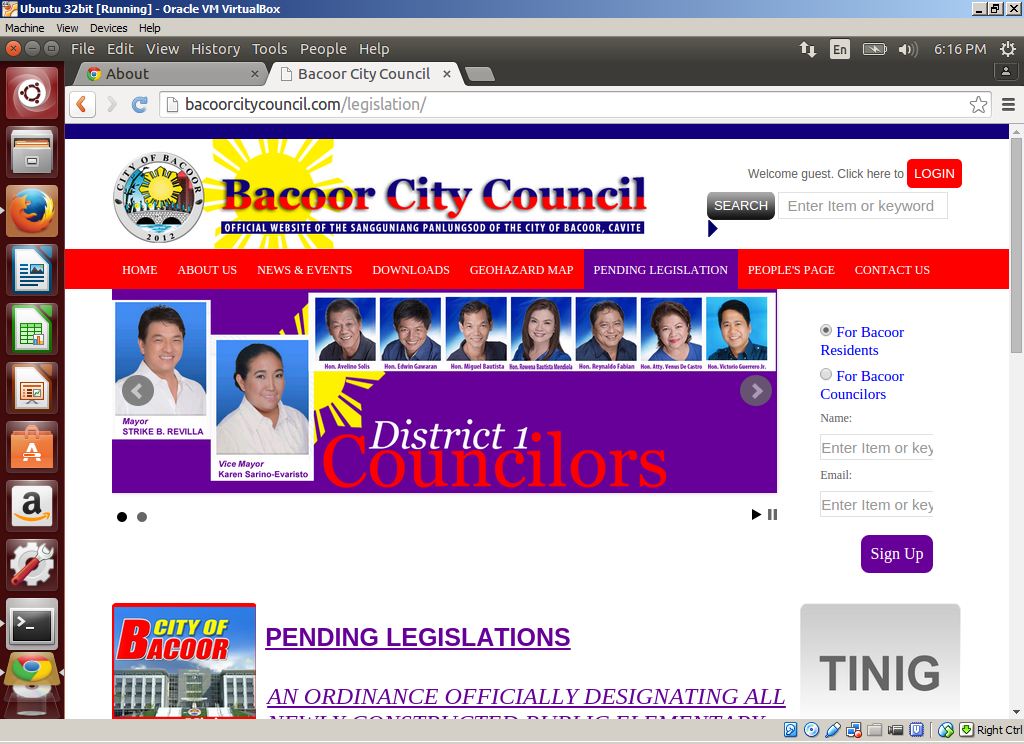 Ubuntu 32bit [Running] - Oracle VM VirtualBox
Machine View Devices Help
File Edit View History Tools People Help
En
6:16 PM
About
Bacoor City Council
bacoorcitycouncil.com/legislation/
CITY OF BACOOR
2012
Bacoor City Council
OFFICIAL WEBSITE OF THE SANGGUNIANG PANLUNGSOD OF THE CITY OF BACOOR, CAVITE
Welcome guest. Click here to LOGIN
SEARCH Enter Item or keyword
HOME ABOUT US NEWS & EVENTS DOWNLOADS GEOHAZARD MAP PENDING LEGISLATION PEOPLE'S PAGE CONTACT US
Hon. Avelino Solis Hon. Edwin Gawaran Hon. Miguel Bautista Hon. Rowena Bautista Mendiola Hon. Reynaldo Fabian Hon. Atty. Venus De Castro Hon. Victorio Guerrero Jr.
Mayor
STRIKE B. REVILLA
Vice Mayor
Karen Sarino-Evaristo
District 1
Councilors
For Bacoor
Residents
For Bacoor
Councilors
Name:
Enter Item or key
Email:
Enter Item or key
Sign Up
CITY OF
BACOOR
PENDING LEGISLATIONS
AN ORDINANCE OFFICIALLY DESIGNATING ALL
NEWLY CONSTRUCTED PUBLIC ELEMENTARY
TINIG
Right Ctrl